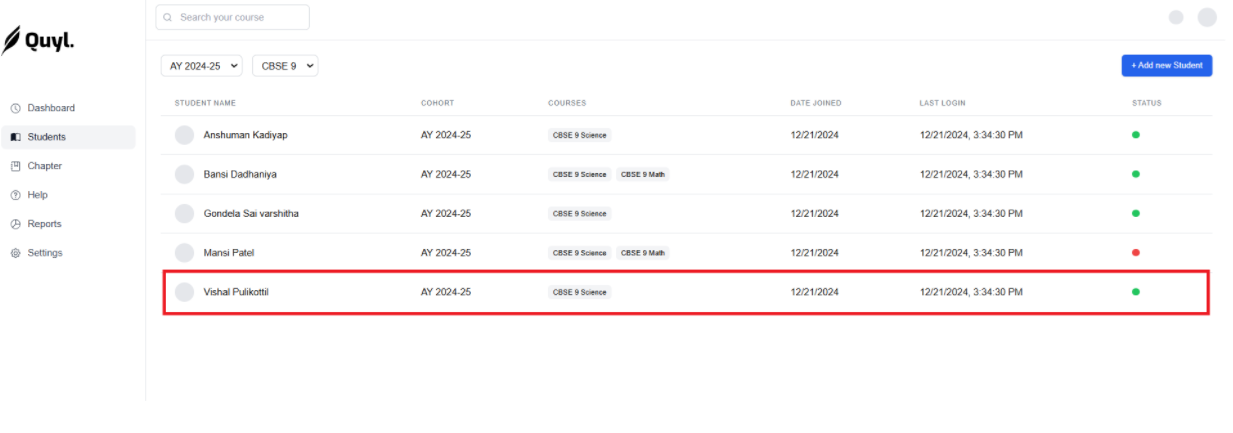 Quyl.
Search your course
AY 2024-25 CBSE 9 + Add new Student
Dashboard
Students
Chapter
Help
Reports
Settings
STUDENT NAME COHORT COURSES DATE JOINED LAST LOGIN STATUS
Anshuman Kadiyap AY 2024-25 CBSE 9 Science 12/21/2024 12/21/2024, 3:34:30 PM
Bansi Dadhaniya AY 2024-25 CBSE 9 Science CBSE 9 Math 12/21/2024 12/21/2024, 3:34:30 PM
Gondela Sai varshitha AY 2024-25 CBSE 9 Science 12/21/2024 12/21/2024, 3:34:30 PM
Mansi Patel AY 2024-25 CBSE 9 Science CBSE 9 Math 12/21/2024 12/21/2024, 3:34:30 PM
Vishal Pulikottil AY 2024-25 CBSE 9 Science 12/21/2024 12/21/2024, 3:34:30 PM